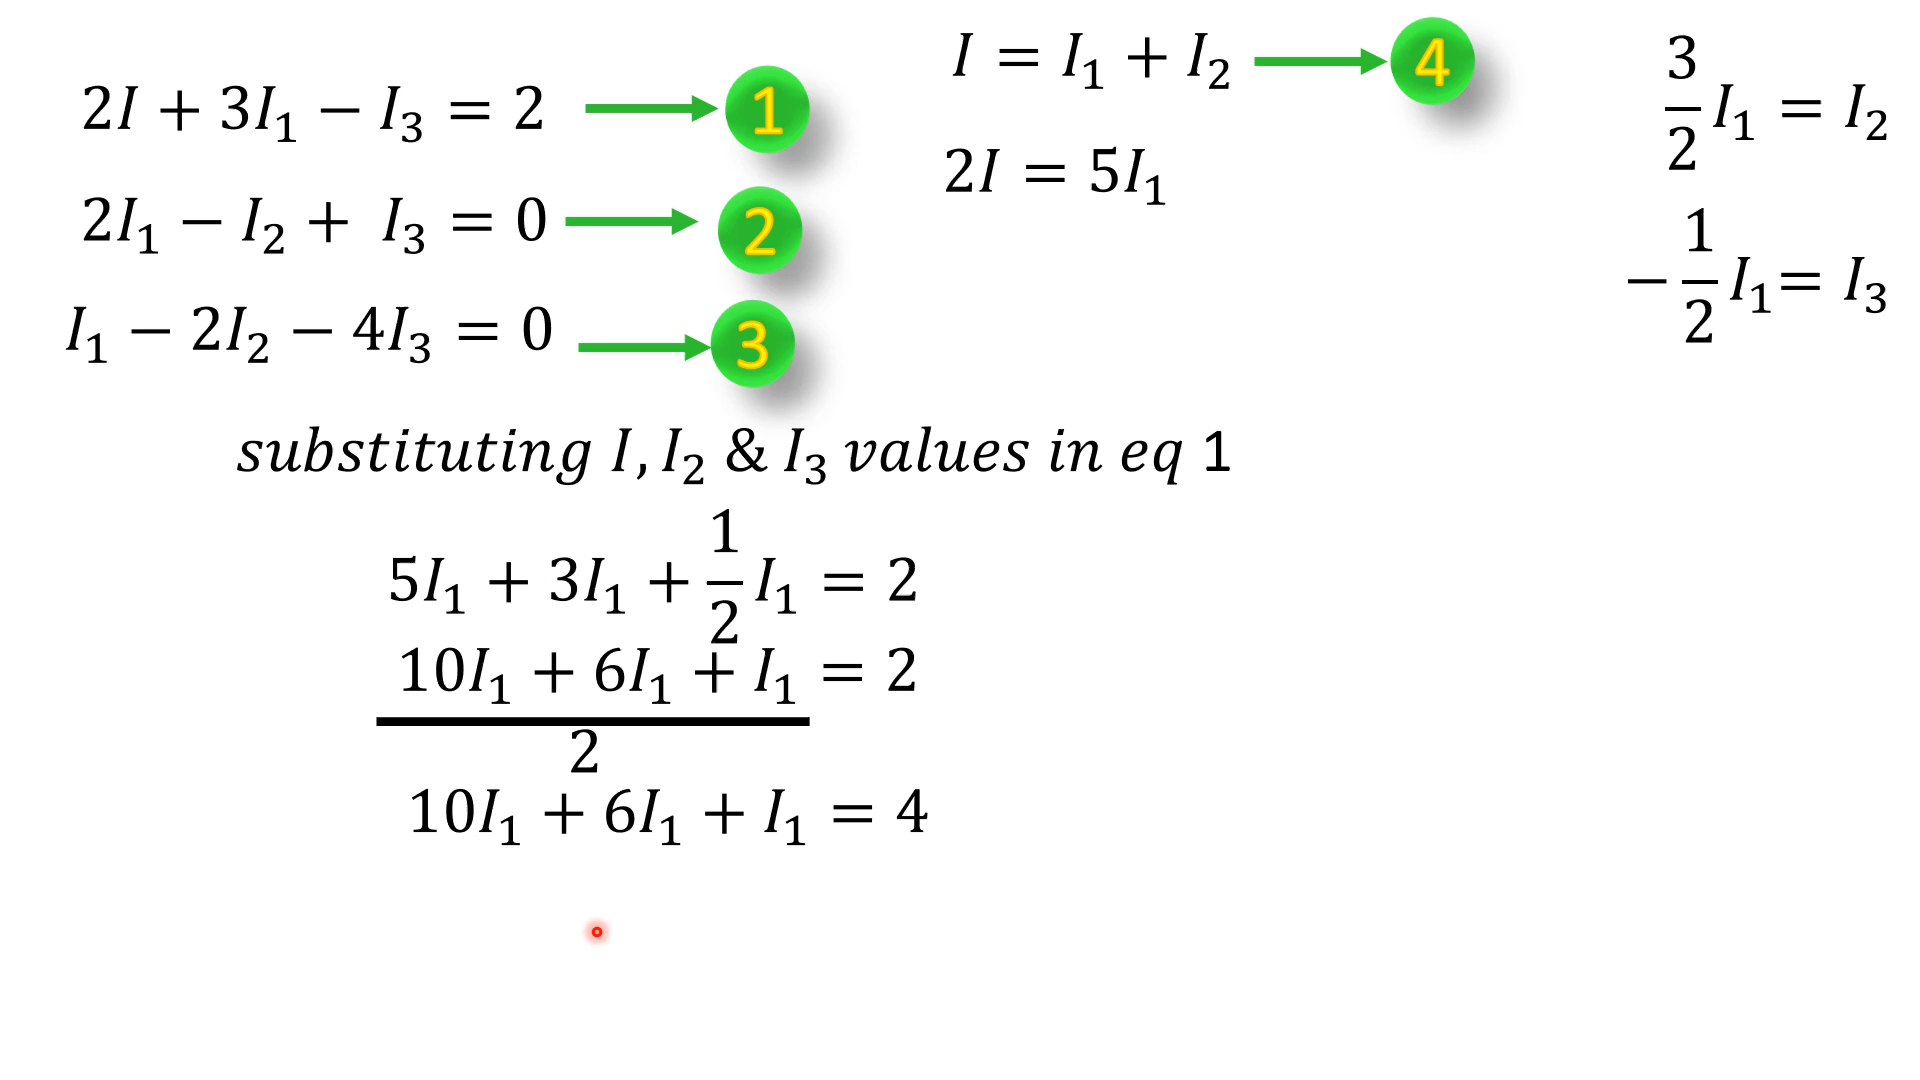 2I + 3I₁ − I₃ = 2 → 1
2I₁ − I₂ + I₃ = 0 → 2
I₁ − 2I₂ − 4I₃ = 0 → 3
I = I₁ + I₂ → 4
2I = 5I₁
3/2 I₁ = I₂
−1/2 I₁ = I₃
substituting I, I₂ & I₃ values in eq 1
5I₁ + 3I₁ + 1/2 I₁ = 2
10I₁ + 6I₁ + I₁ = 2
2
10I₁ + 6I₁ + I₁ = 4